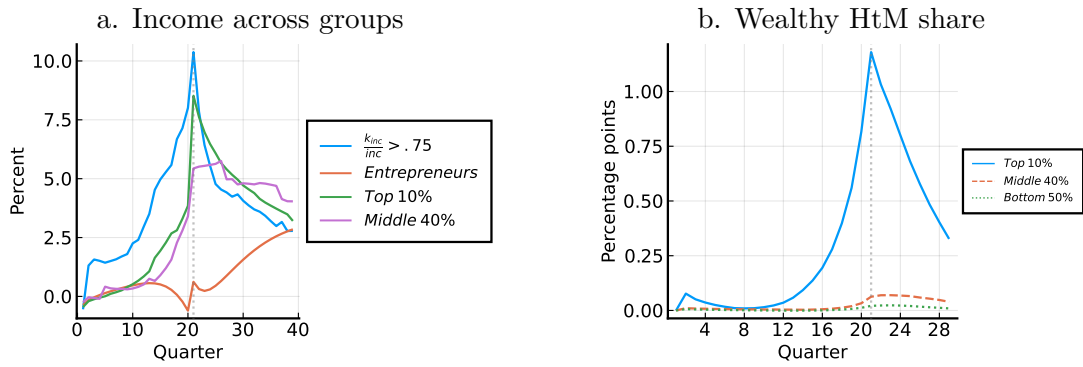 a. Income across groups
10.0
7.5
5.0
2.5
0.0
Percent
0 10 20 30 40
Quarter
k_inc/inc > .75
Entrepreneurs
Top 10%
Middle 40%
b. Wealthy HtM share
1.00
0.75
0.50
0.25
0.00
Percentage points
4 8 12 16 20 24 28
Quarter
Top 10%
Middle 40%
Bottom 50%